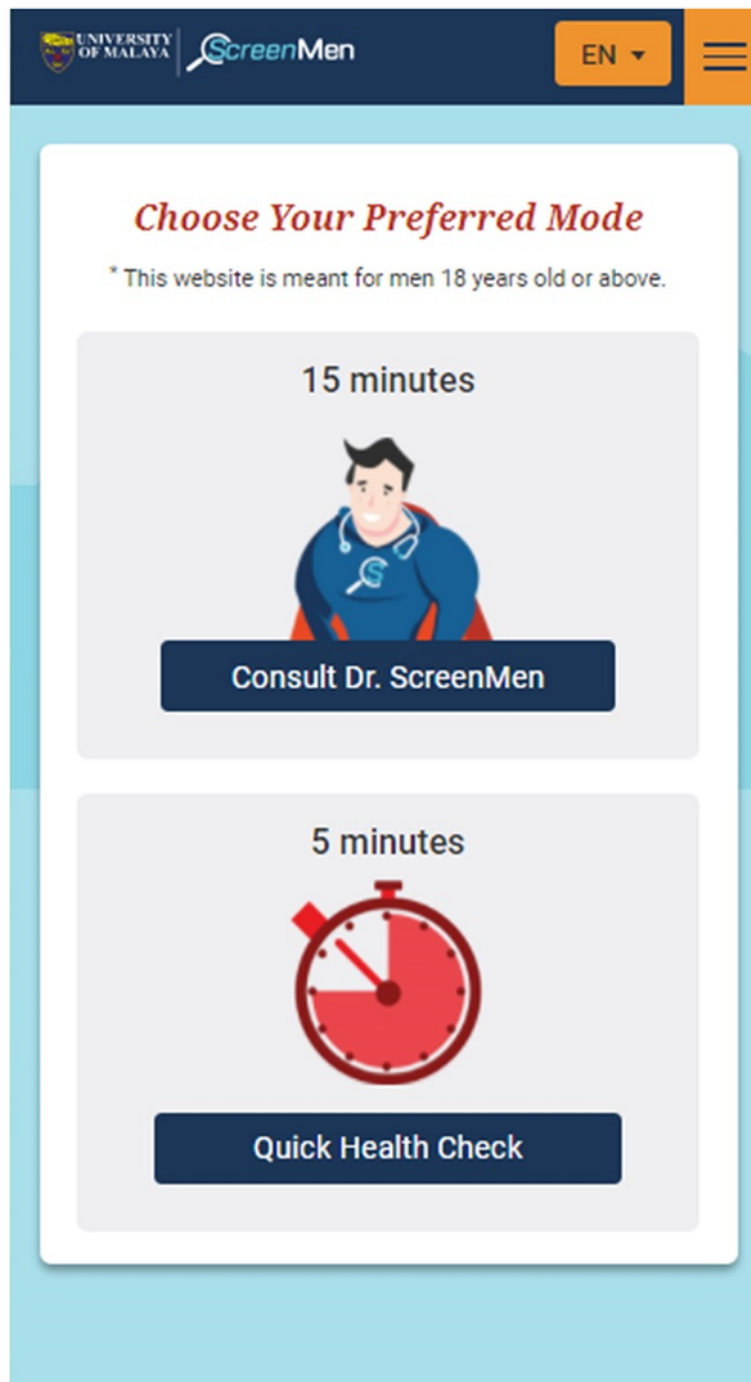 UNIVERSITY
OF MALAYA
ScreenMen
EN
Choose Your Preferred Mode
* This website is meant for men 18 years old or above.
15 minutes
S
Consult Dr. ScreenMen
5 minutes
Quick Health Check